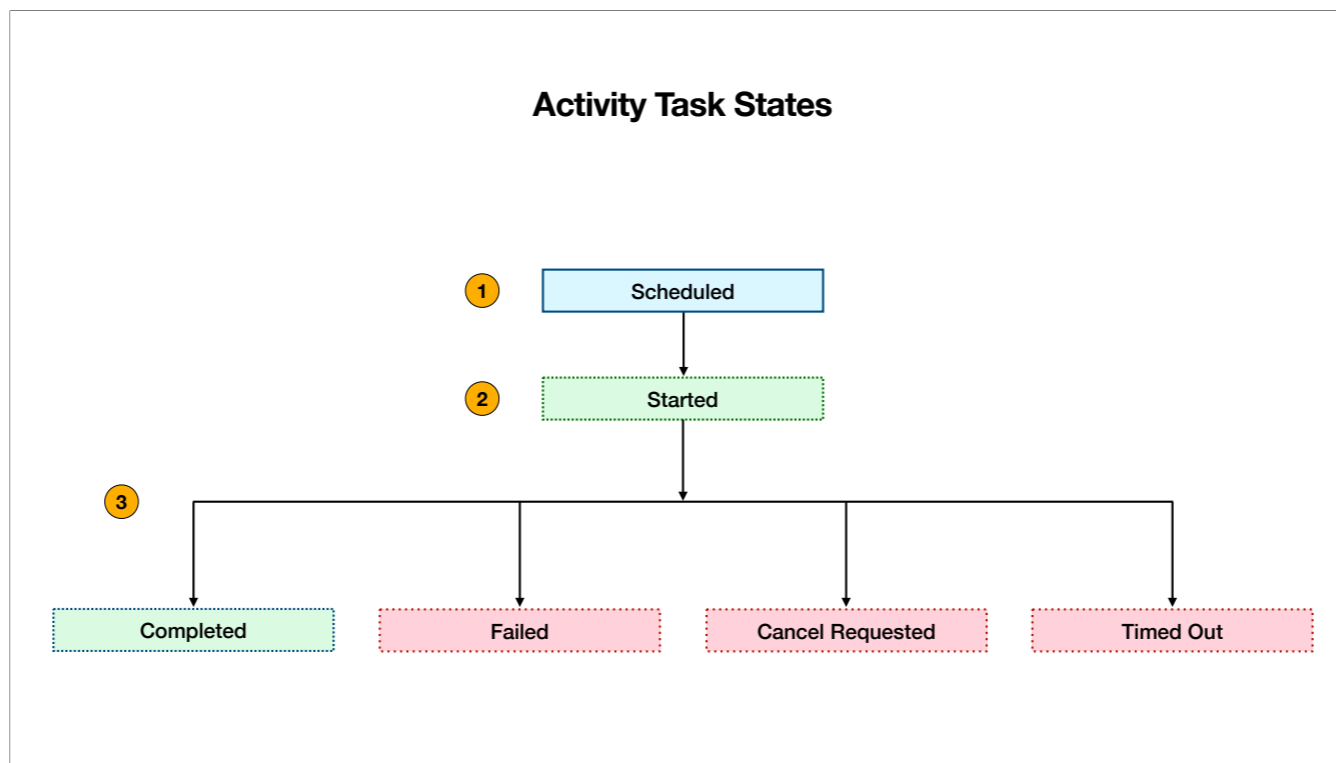 Activity Task States
1
Scheduled
2
Started
3
Completed
Failed
Cancel Requested
Timed Out